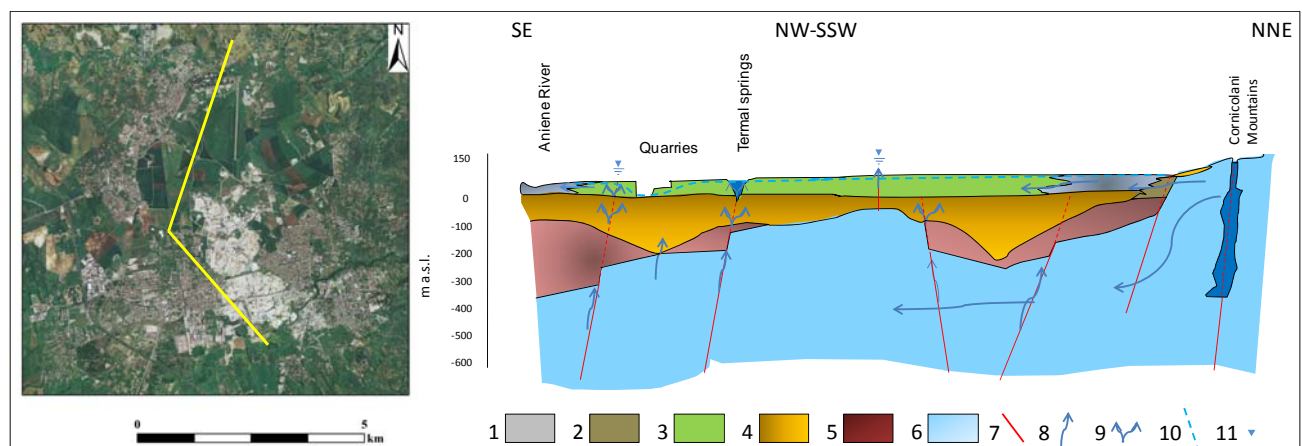 N
0
5
km
SE
NW-SSW
NNE
Aniene River
Quarries
Termal springs
Cornicolani
Mountains
150
0
-100
-200
-300
-400
-500
-600
m a.s.l.
1 2 3 4 5 6 7 8 9 10 11